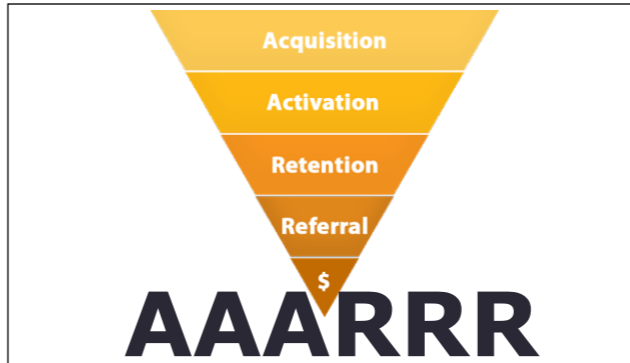 Acquisition
Activation
Retention
Referral
$
AAARRR